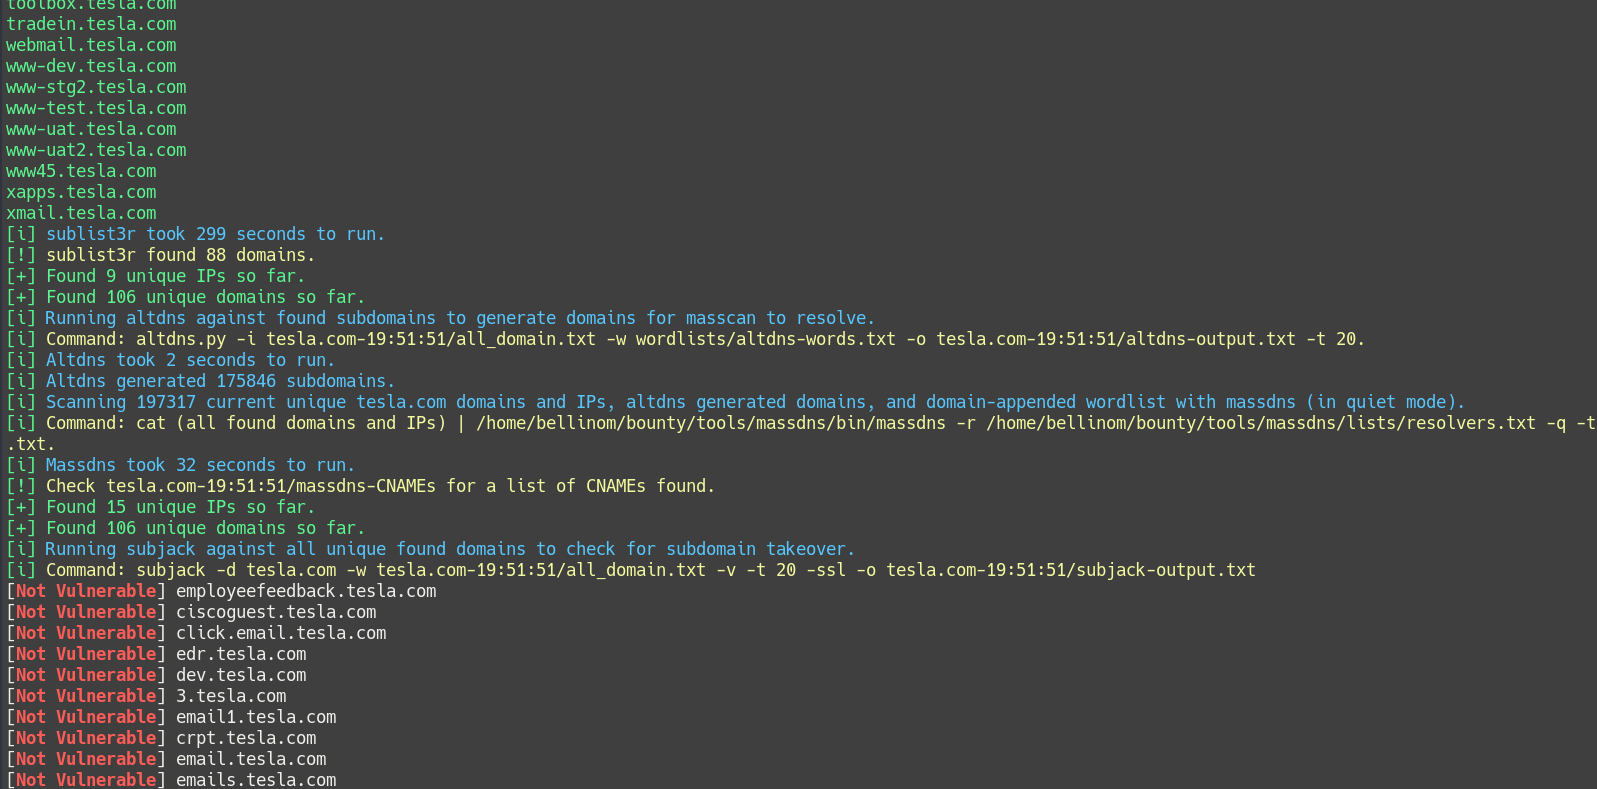 toolbox.tesla.com
tradein.tesla.com
webmail.tesla.com
www-dev.tesla.com
www-stg2.tesla.com
www-test.tesla.com
www-uat.tesla.com
www-uat2.tesla.com
www45.tesla.com
xapps.tesla.com
xmail.tesla.com
[i] sublist3r took 299 seconds to run.
[!] sublist3r found 88 domains.
[+] Found 9 unique IPs so far.
[+] Found 106 unique domains so far.
[i] Running altdns against found subdomains to generate domains for masscan to resolve.
[i] Command: altdns.py -i tesla.com-19:51:51/all_domain.txt -w wordlists/altdns-words.txt -o tesla.com-19:51:51/altdns-output.txt -t 20.
[i] Altdns took 2 seconds to run.
[i] Altdns generated 175846 subdomains.
[i] Scanning 197317 current unique tesla.com domains and IPs, altdns generated domains, and domain-appended wordlist with massdns (in quiet mode).
[i] Command: cat (all found domains and IPs) | /home/bellinom/bounty/tools/massdns/bin/massdns -r /home/bellinom/bounty/tools/massdns/lists/resolvers.txt -q -t
.txt.
[i] Massdns took 32 seconds to run.
[!] Check tesla.com-19:51:51/massdns-CNAMEs for a list of CNAMEs found.
[+] Found 15 unique IPs so far.
[+] Found 106 unique domains so far.
[i] Running subjack against all unique found domains to check for subdomain takeover.
[i] Command: subjack -d tesla.com -w tesla.com-19:51:51/all_domain.txt -v -t 20 -ssl -o tesla.com-19:51:51/subjack-output.txt
[Not Vulnerable] employeefeedback.tesla.com
[Not Vulnerable] ciscoguest.tesla.com
[Not Vulnerable] click.email.tesla.com
[Not Vulnerable] edr.tesla.com
[Not Vulnerable] dev.tesla.com
[Not Vulnerable] 3.tesla.com
[Not Vulnerable] email1.tesla.com
[Not Vulnerable] crpt.tesla.com
[Not Vulnerable] email.tesla.com
[Not Vulnerable] emails.tesla.com